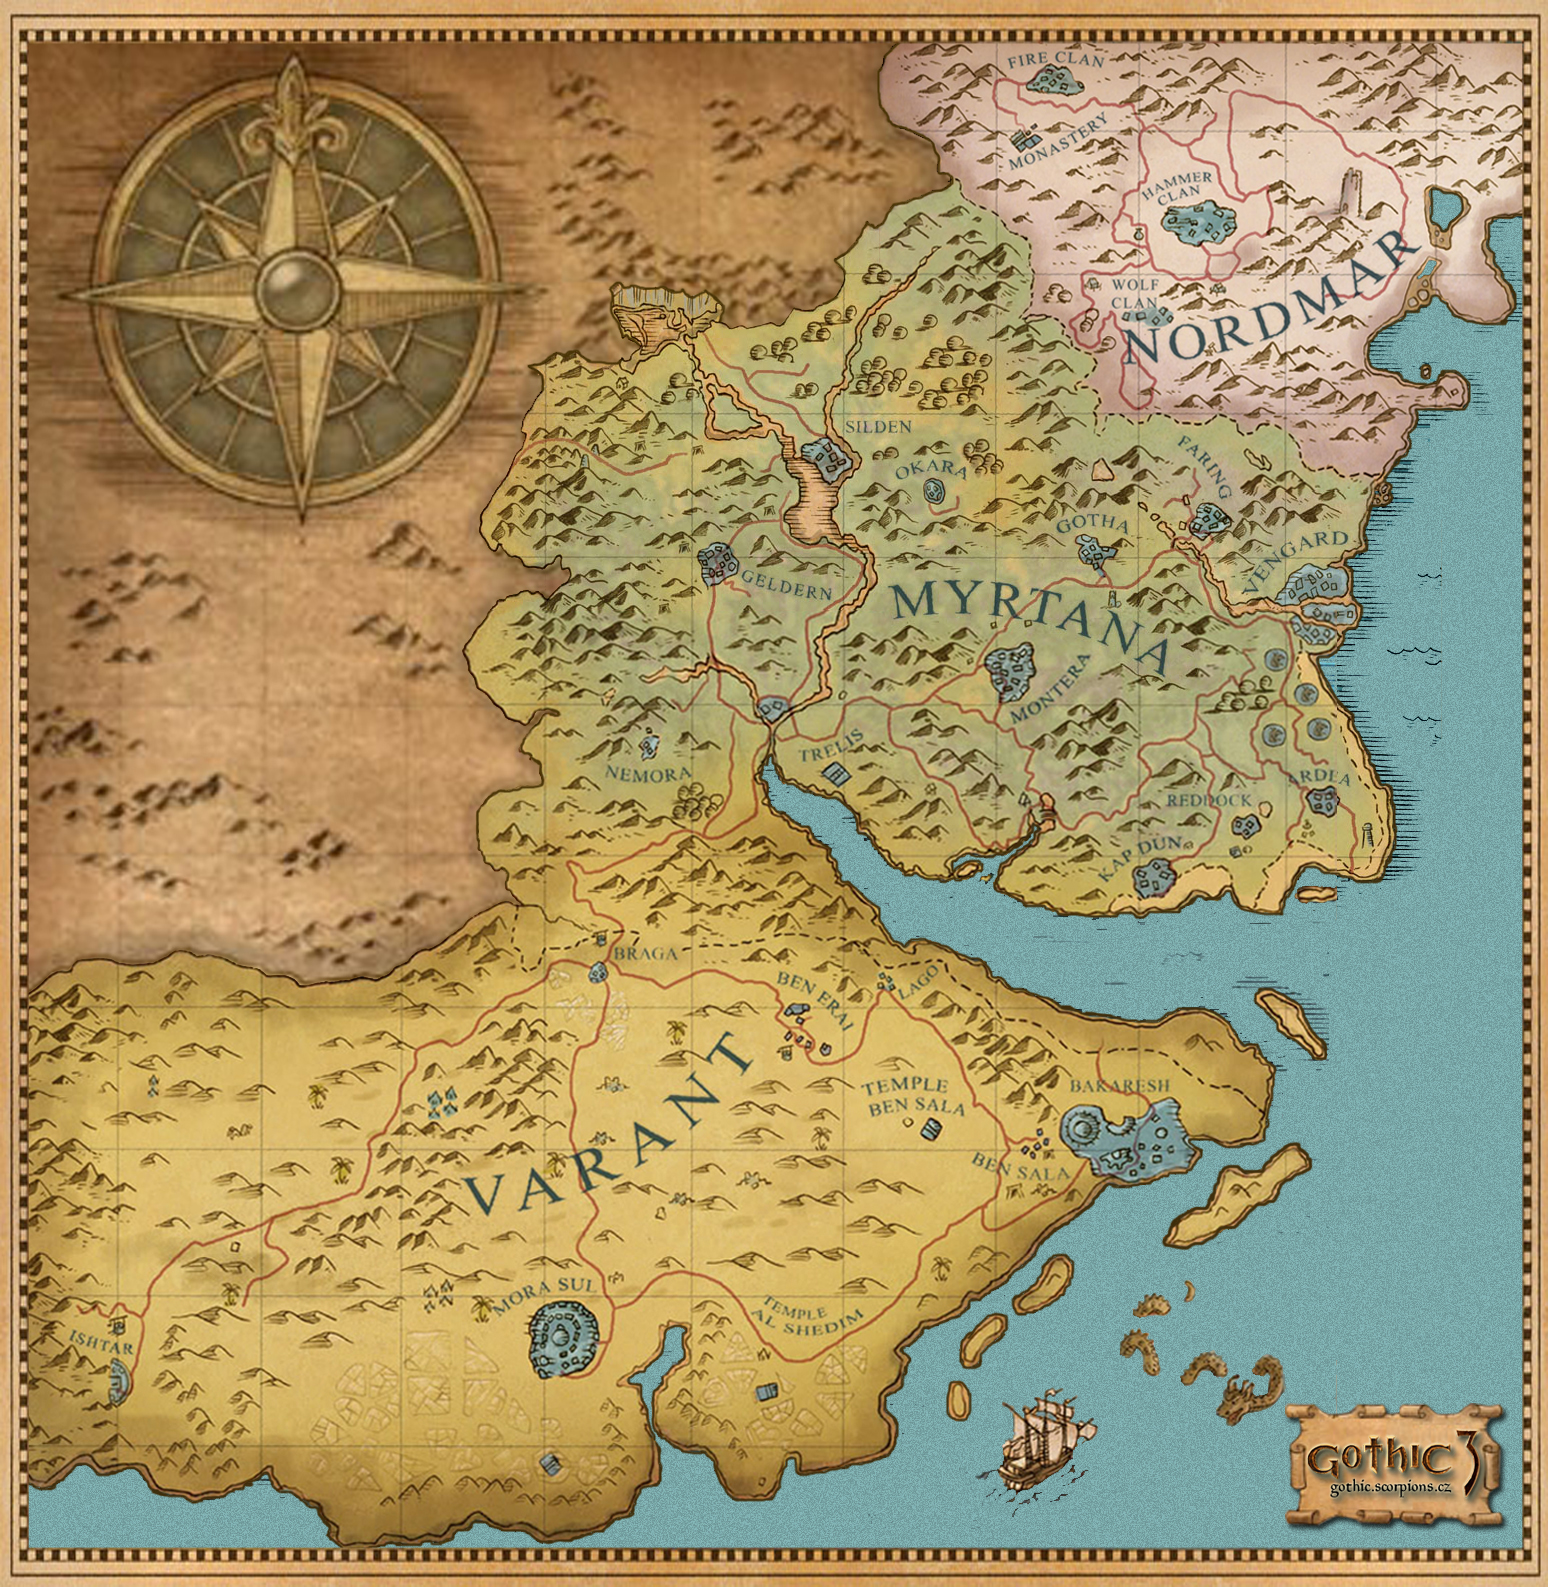 FIRE CLAN
MONASTERY
HAMMER
CLAN
WOLF
CLAN
NORDMAR
SILDEN
OKARA
FARING
GOTHA
VENGARD
GELDERN
MYRTANA
MONTERA
TRELIS
NEMORA
ARDEA
REDDOCK
KAP DUN
BRAGA
BEN ERAI
LAGO
VARANT
TEMPLE
BEN SALA
BAKARESH
BEN SALA
MORA SUL
TEMPLE
AL SHEDIM
ISHTAR
GOTHIC 3
gothic.scorpions.cz